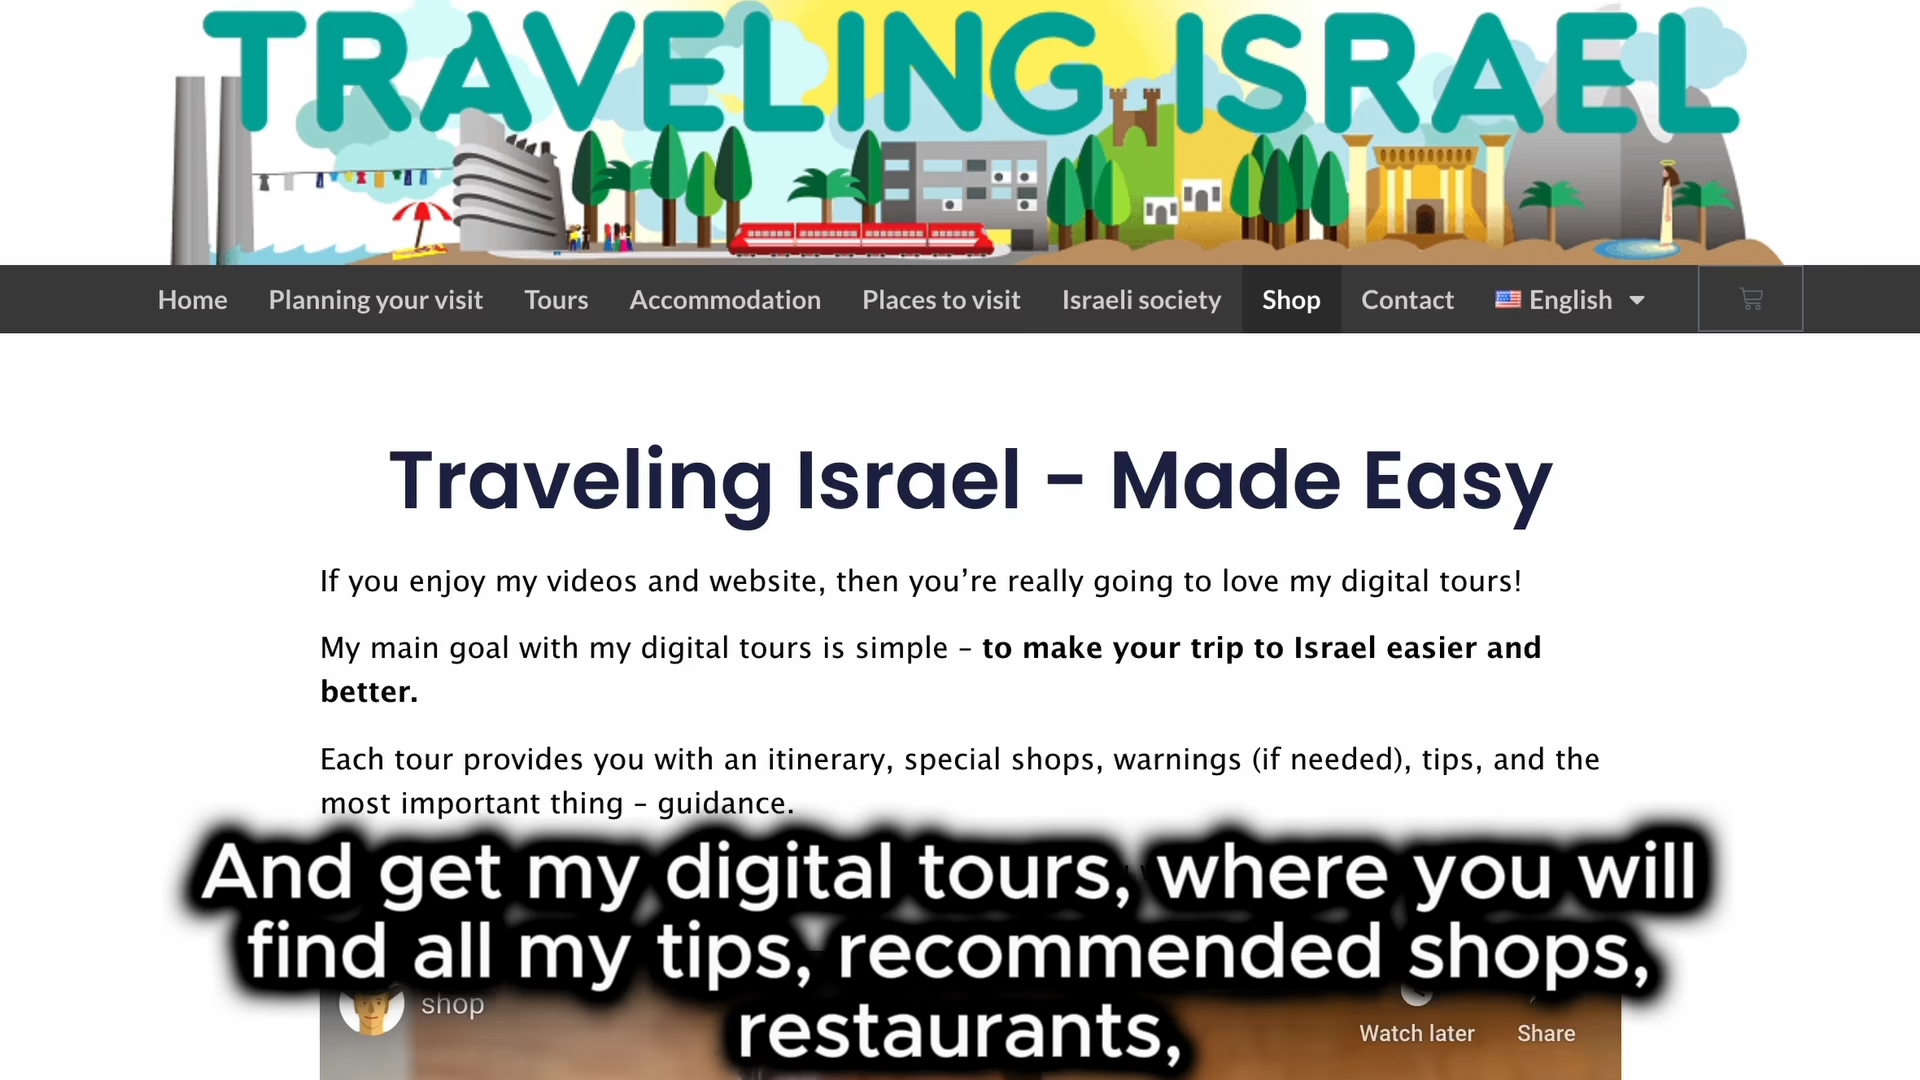 TRAVELING ISRAEL
Home Planning your visit Tours Accommodation Places to visit Israeli society Shop Contact English
Traveling Israel - Made Easy
If you enjoy my videos and website, then you’re really going to love my digital tours!
My main goal with my digital tours is simple – to make your trip to Israel easier and
better.
Each tour provides you with an itinerary, special shops, warnings (if needed), tips, and the
most important thing – guidance.
And get my digital tours, where you will
find all my tips, recommended shops,
restaurants,
shop
Watch later Share